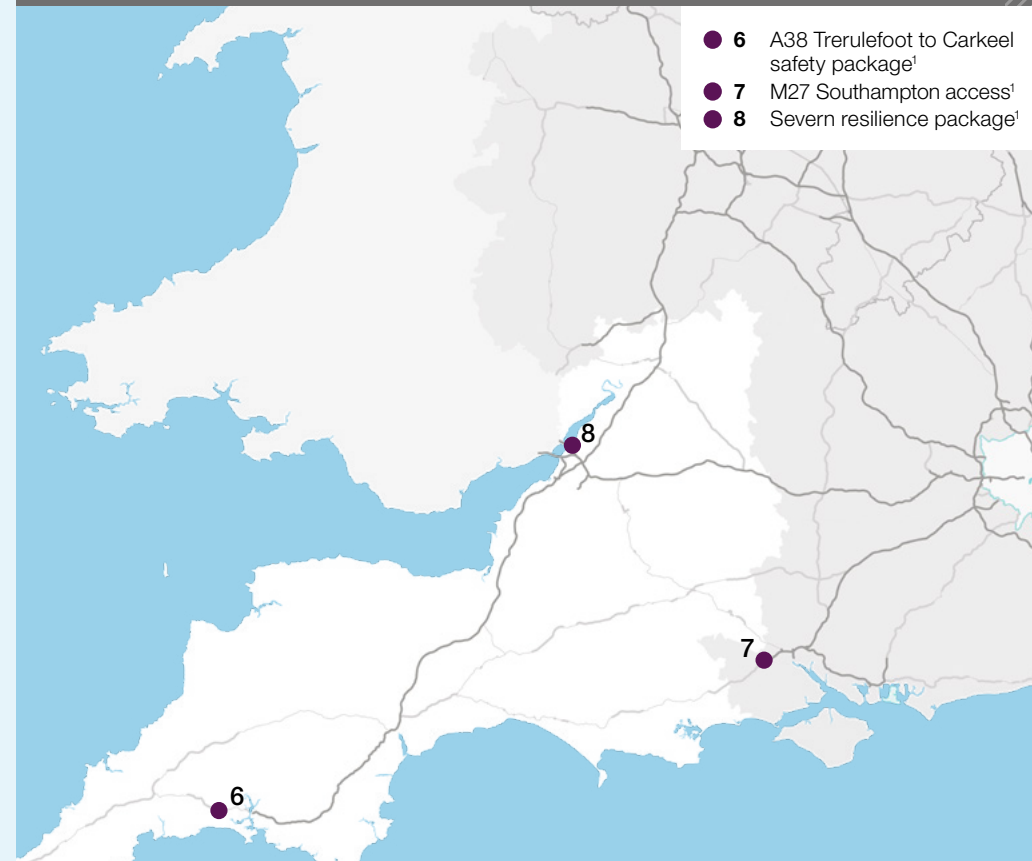 6 A38 Trerulefoot to Carkeel
safety package¹
7 M27 Southampton access¹
8 Severn resilience package¹
8
7
6